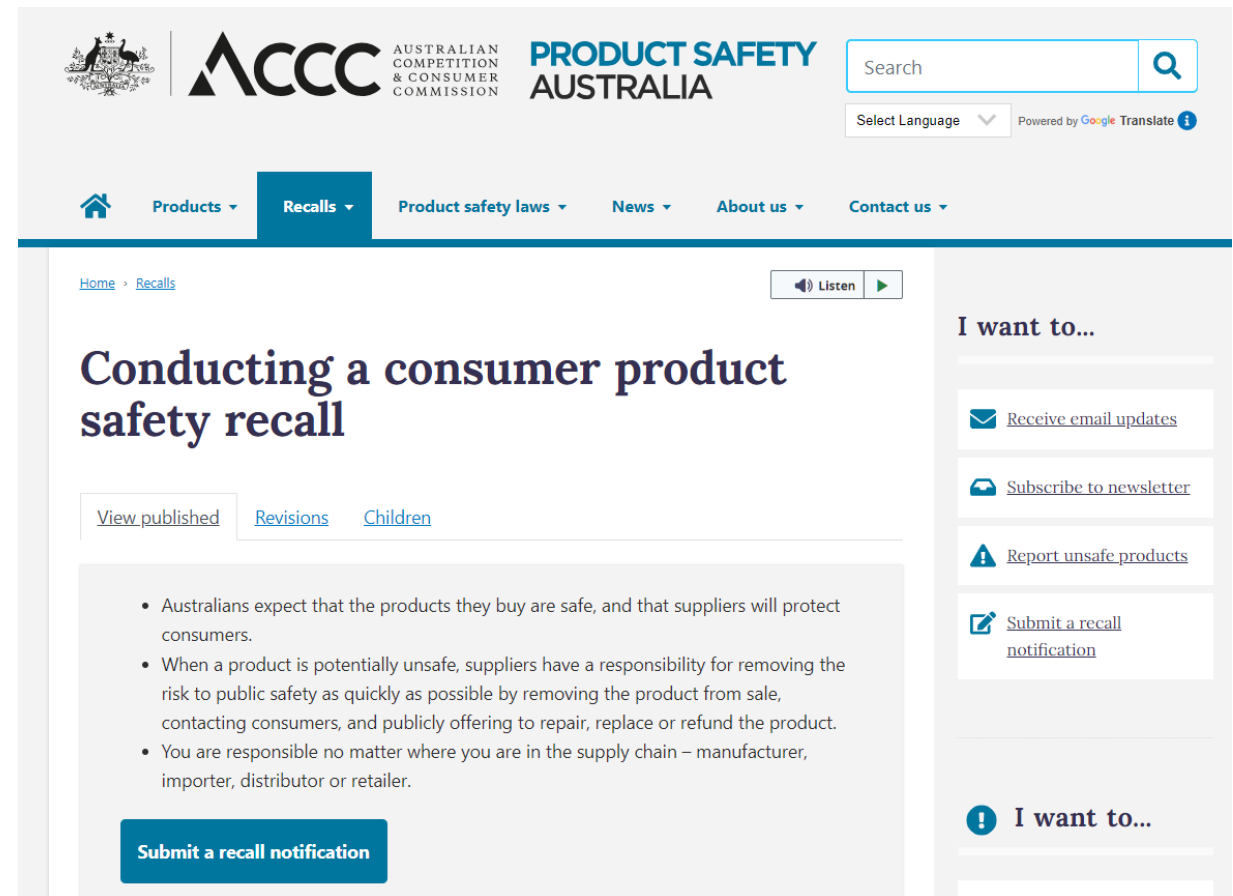 ACCC
AUSTRALIAN
COMPETITION
& CONSUMER
COMMISSION
PRODUCT SAFETY
AUSTRALIA
Search
Select Language
Powered by Google Translate
Products
Recalls
Product safety laws
News
About us
Contact us
Home › Recalls
Listen
Conducting a consumer product
safety recall
View published
Revisions
Children
• Australians expect that the products they buy are safe, and that suppliers will protect
consumers.
• When a product is potentially unsafe, suppliers have a responsibility for removing the
risk to public safety as quickly as possible by removing the product from sale,
contacting consumers, and publicly offering to repair, replace or refund the product.
• You are responsible no matter where you are in the supply chain – manufacturer,
importer, distributor or retailer.
Submit a recall notification
I want to...
Receive email updates
Subscribe to newsletter
Report unsafe products
Submit a recall
notification
I want to...